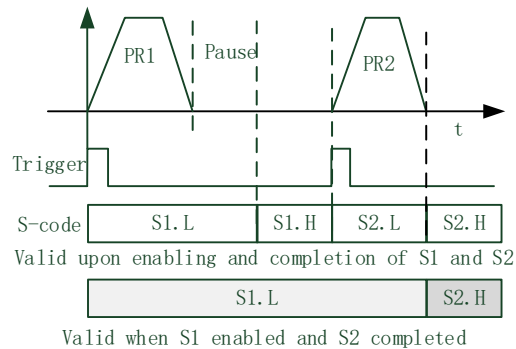 PR1
Pause
PR2
t
Trigger
S-code S1.L S1.H S2.L S2.H
Valid upon enabling and completion of S1 and S2
S1.L S2.H
Valid when S1 enabled and S2 completed